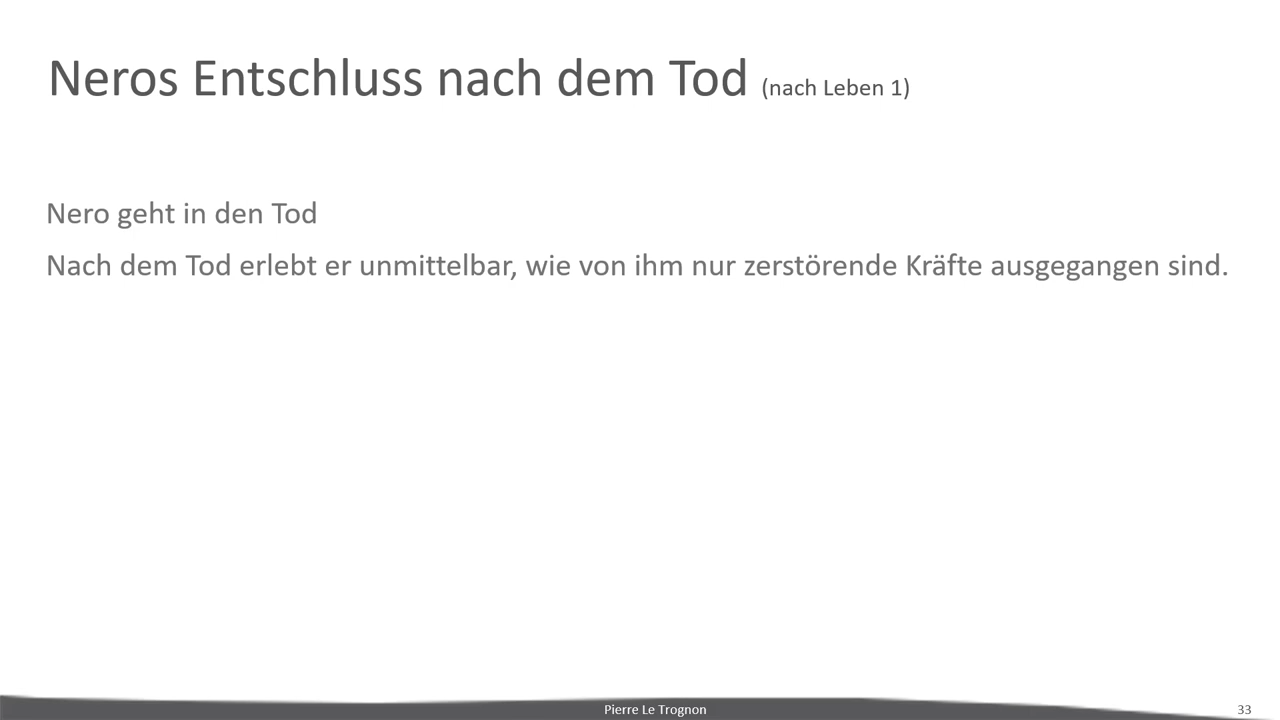 Neros Entschluss nach dem Tod (nach Leben 1)
Nero geht in den Tod
Nach dem Tod erlebt er unmittelbar, wie von ihm nur zerstörende Kräfte ausgegangen sind.
Pierre Le Trognon
33